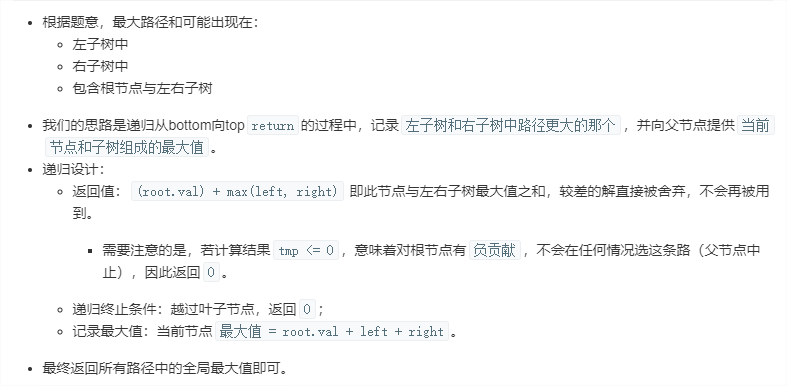 根据题意，最大路径和可能出现在：
左子树中
右子树中
包含根节点与左右子树
我们的思路是递归从bottom向top return 的过程中，记录 左子树和右子树中路径更大的那个 ，并向父节点提供 当前
节点和子树组成的最大值 。
递归设计：
返回值： (root.val) + max(left, right) 即此节点与左右子树最大值之和，较差的解直接被舍弃，不会再被用
到。
需要注意的是，若计算结果 tmp <= 0 ，意味着对根节点有 负贡献 ，不会在任何情况选这条路（父节点中
止），因此返回 0 。
递归终止条件：越过叶子节点，返回 0 ；
记录最大值：当前节点 最大值 = root.val + left + right 。
最终返回所有路径中的全局最大值即可。